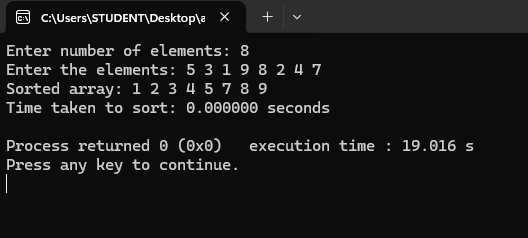 C:\Users\STUDENT\Desktop\a
Enter number of elements: 8
Enter the elements: 5 3 1 9 8 2 4 7
Sorted array: 1 2 3 4 5 7 8 9
Time taken to sort: 0.000000 seconds
Process returned 0 (0x0)   execution time : 19.016 s
Press any key to continue.